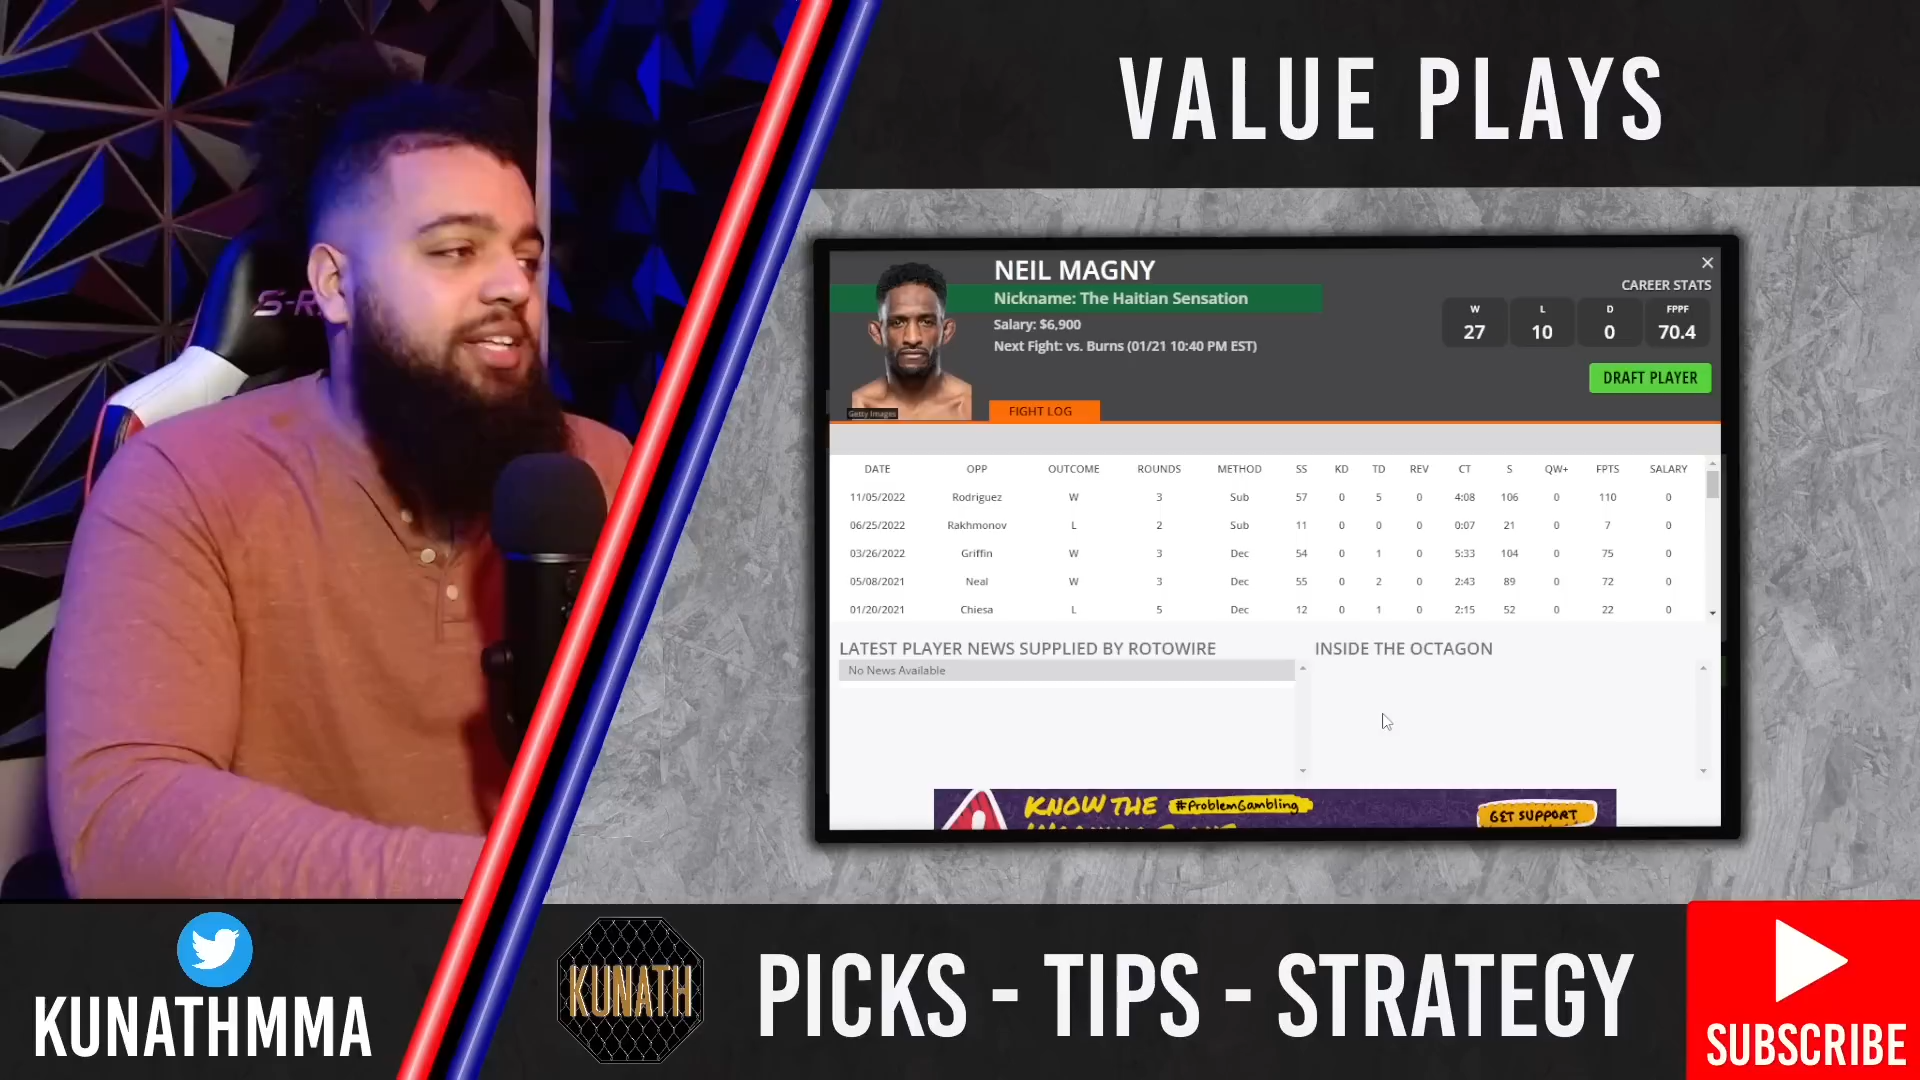 VALUE PLAYS
NEIL MAGNY
Nickname: The Haitian Sensation
Salary: $6,900
Next Fight: vs. Burns (01/21 10:40 PM EST)
CAREER STATS
W L D FPPF
27 10 0 70.4
DRAFT PLAYER
Getty Images
FIGHT LOG
DATE OPP OUTCOME ROUNDS METHOD SS KD TD REV CT S QW+ FPTS SALARY
11/05/2022 Rodriguez W 3 Sub 57 0 5 0 4:08 106 0 110 0
06/25/2022 Rakhmonov L 2 Sub 11 0 0 0 0:07 21 0 7 0
03/26/2022 Griffin W 3 Dec 54 0 1 0 5:33 104 0 75 0
05/08/2021 Neal W 3 Dec 55 0 2 0 2:43 89 0 72 0
01/20/2021 Chiesa L 5 Dec 12 0 1 0 2:15 52 0 22 0
LATEST PLAYER NEWS SUPPLIED BY ROTOWIRE
No News Available
INSIDE THE OCTAGON
KNOW THE #ProblemGambling
GET SUPPORT
S-R
KUNATHMMA
KUNATH
PICKS - TIPS - STRATEGY
SUBSCRIBE